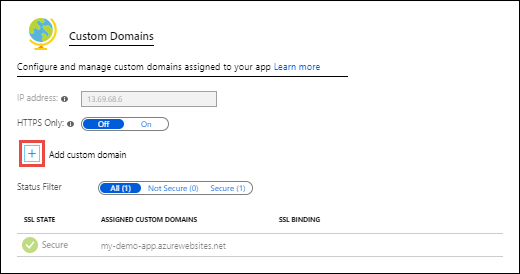 Custom Domains
Configure and manage custom domains assigned to your app Learn more
IP address: 13.69.68.6
HTTPS Only: Off On
Add custom domain
Status Filter All (1) Not Secure (0) Secure (1)
SSL STATE ASSIGNED CUSTOM DOMAINS SSL BINDING
Secure my-demo-app.azurewebsites.net